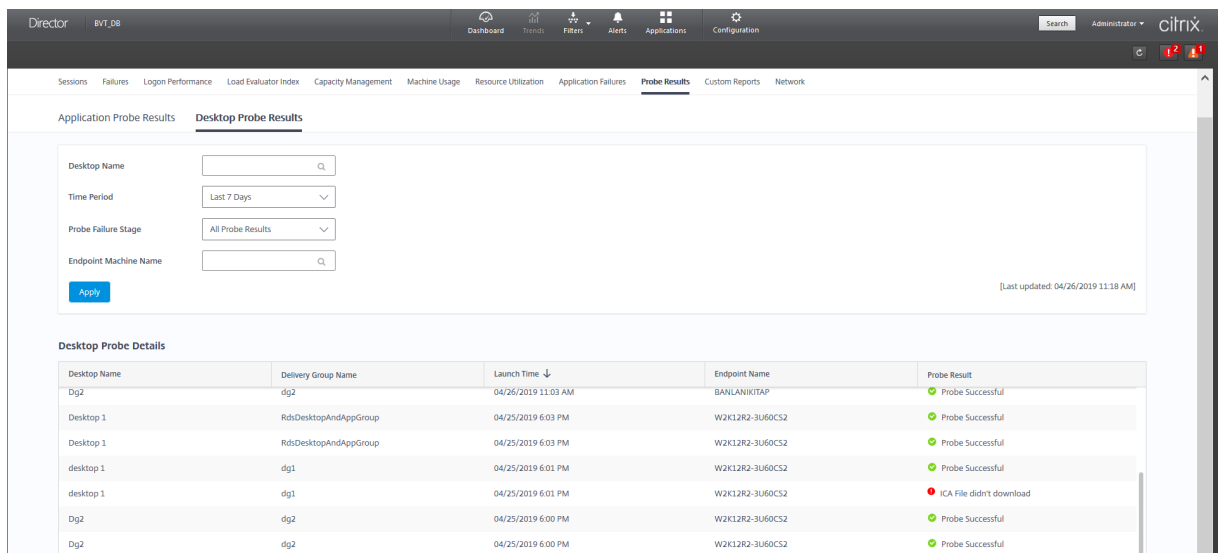 Director BVT_DB Dashboard Trends Filters Alerts Applications Configuration Search Administrator citrix
2 1
Sessions Failures Logon Performance Load Evaluator Index Capacity Management Machine Usage Resource Utilization Application Failures Probe Results Custom Reports Network
Application Probe Results Desktop Probe Results
Desktop Name
Time Period Last 7 Days
Probe Failure Stage All Probe Results
Endpoint Machine Name
Apply [Last updated: 04/26/2019 11:18 AM]
Desktop Probe Details
Desktop Name Delivery Group Name Launch Time Endpoint Name Probe Result
Dg2 dg2 04/26/2019 11:03 AM BANLANIKITAP Probe Successful
Desktop 1 RdsDesktopAndAppGroup 04/25/2019 6:03 PM W2K12R2-3U60CS2 Probe Successful
Desktop 1 RdsDesktopAndAppGroup 04/25/2019 6:03 PM W2K12R2-3U60CS2 Probe Successful
desktop 1 dg1 04/25/2019 6:01 PM W2K12R2-3U60CS2 Probe Successful
desktop 1 dg1 04/25/2019 6:01 PM W2K12R2-3U60CS2 ICA File didn't download
Dg2 dg2 04/25/2019 6:00 PM W2K12R2-3U60CS2 Probe Successful
Dg2 dg2 04/25/2019 6:00 PM W2K12R2-3U60CS2 Probe Successful